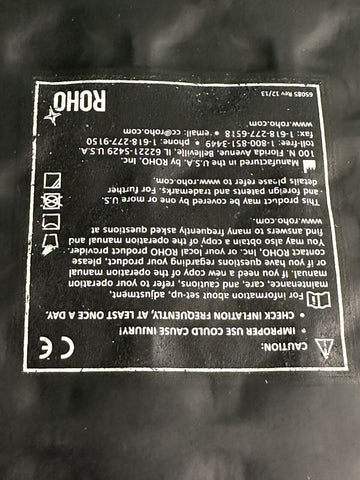 CAUTION:
• IMPROPER USE COULD CAUSE INJURY!
• CHECK INFLATION FREQUENTLY, AT LEAST ONCE A DAY.
For information about set-up, adjustment,
maintenance, care, and cautions, refer to your operation
manual. If you need a new copy of the operation manual
or if you have questions regarding your product, please
contact ROHO, Inc or your local ROHO product provider.
You may also obtain a copy of the operation manual and
find answers to many frequently asked questions at
www.roho.com.
This product may be covered by one or more U.S.
and foreign patents and trademarks. For further
details please refer to www.roho.com.
Manufactured in the U.S.A. by ROHO, Inc.
100 N. Florida Avenue, Belleville, IL 62221-5429 U.S.A.
toll-free: 1-800-851-3449 • phone: 1-618-277-9150
fax: 1-618-277-6518 • email: cc@roho.com
www.roho.com
65085 Rev 12/13
ROHO
CE